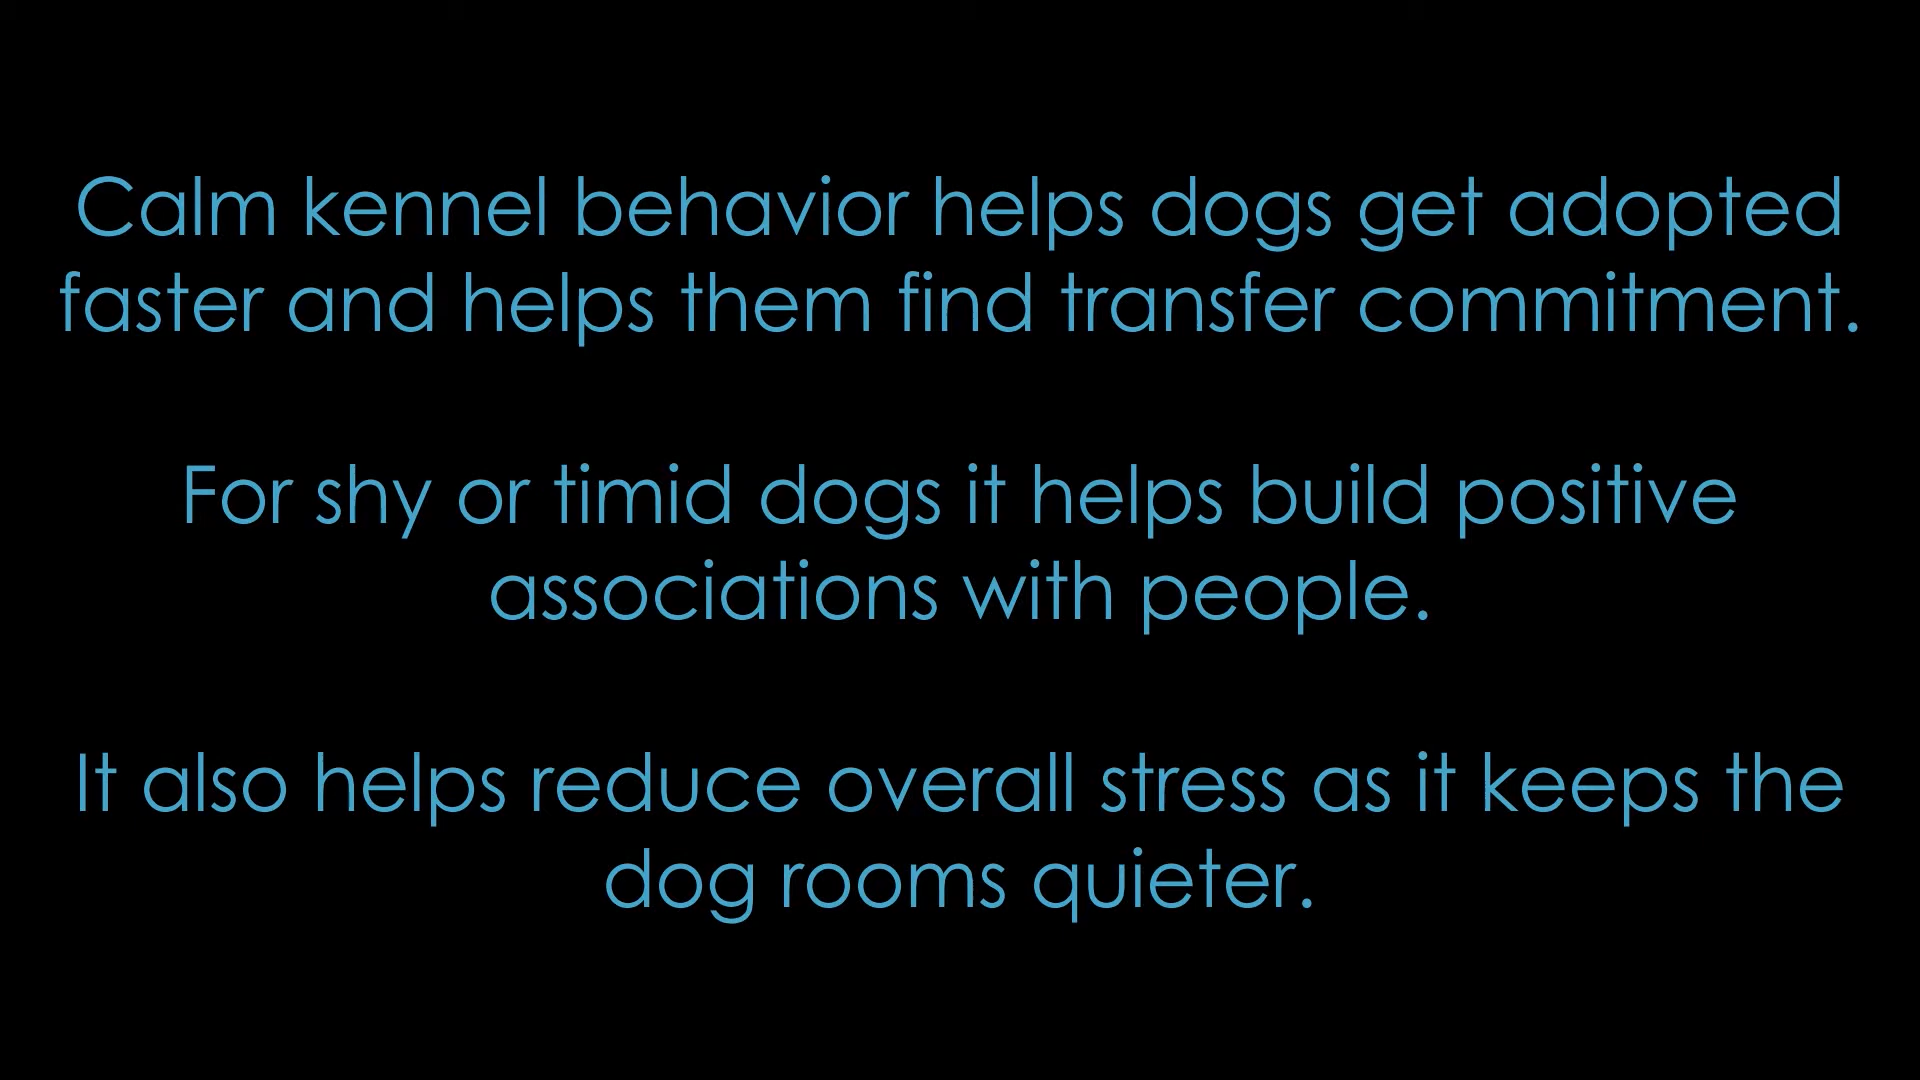 Calm kennel behavior helps dogs get adopted
faster and helps them find transfer commitment.
For shy or timid dogs it helps build positive
associations with people.
It also helps reduce overall stress as it keeps the
dog rooms quieter.